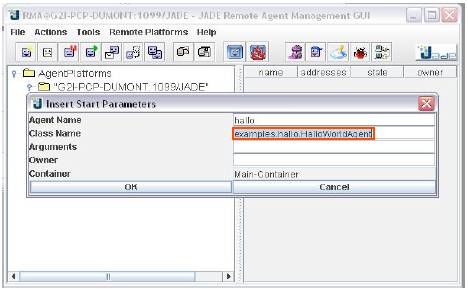 RMA@G2I-PCP-DUMONT:1099/JADE - JADE Remote Agent Management GUI
File Actions Tools Remote Platforms Help
Jade
AgentPlatforms
name addresses state owner
"G2I-PCP-DUMONT:1099/JADE"
Insert Start Parameters
Agent Name hallo
Class Name examples.hallo.HalloWorldAgent
Arguments
Owner
Container Main-Container
OK Cancel